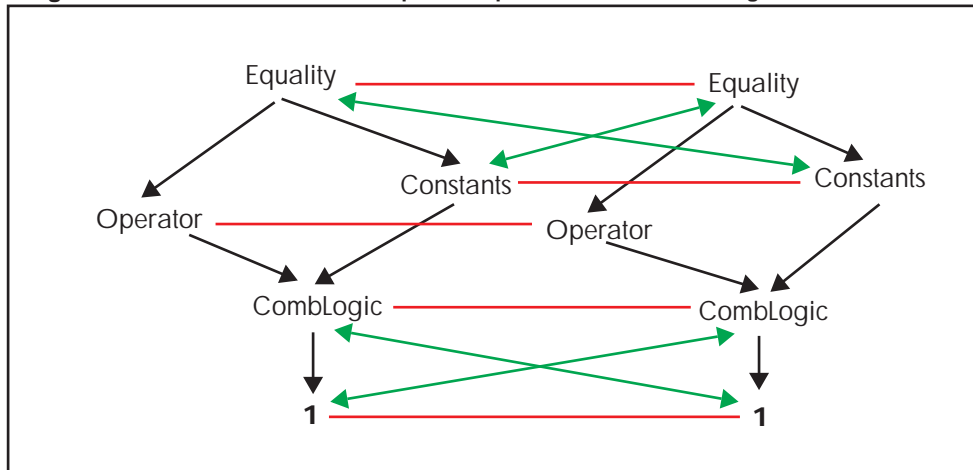 Equality
Equality
Constants
Constants
Operator
Operator
CombLogic
CombLogic
1
1